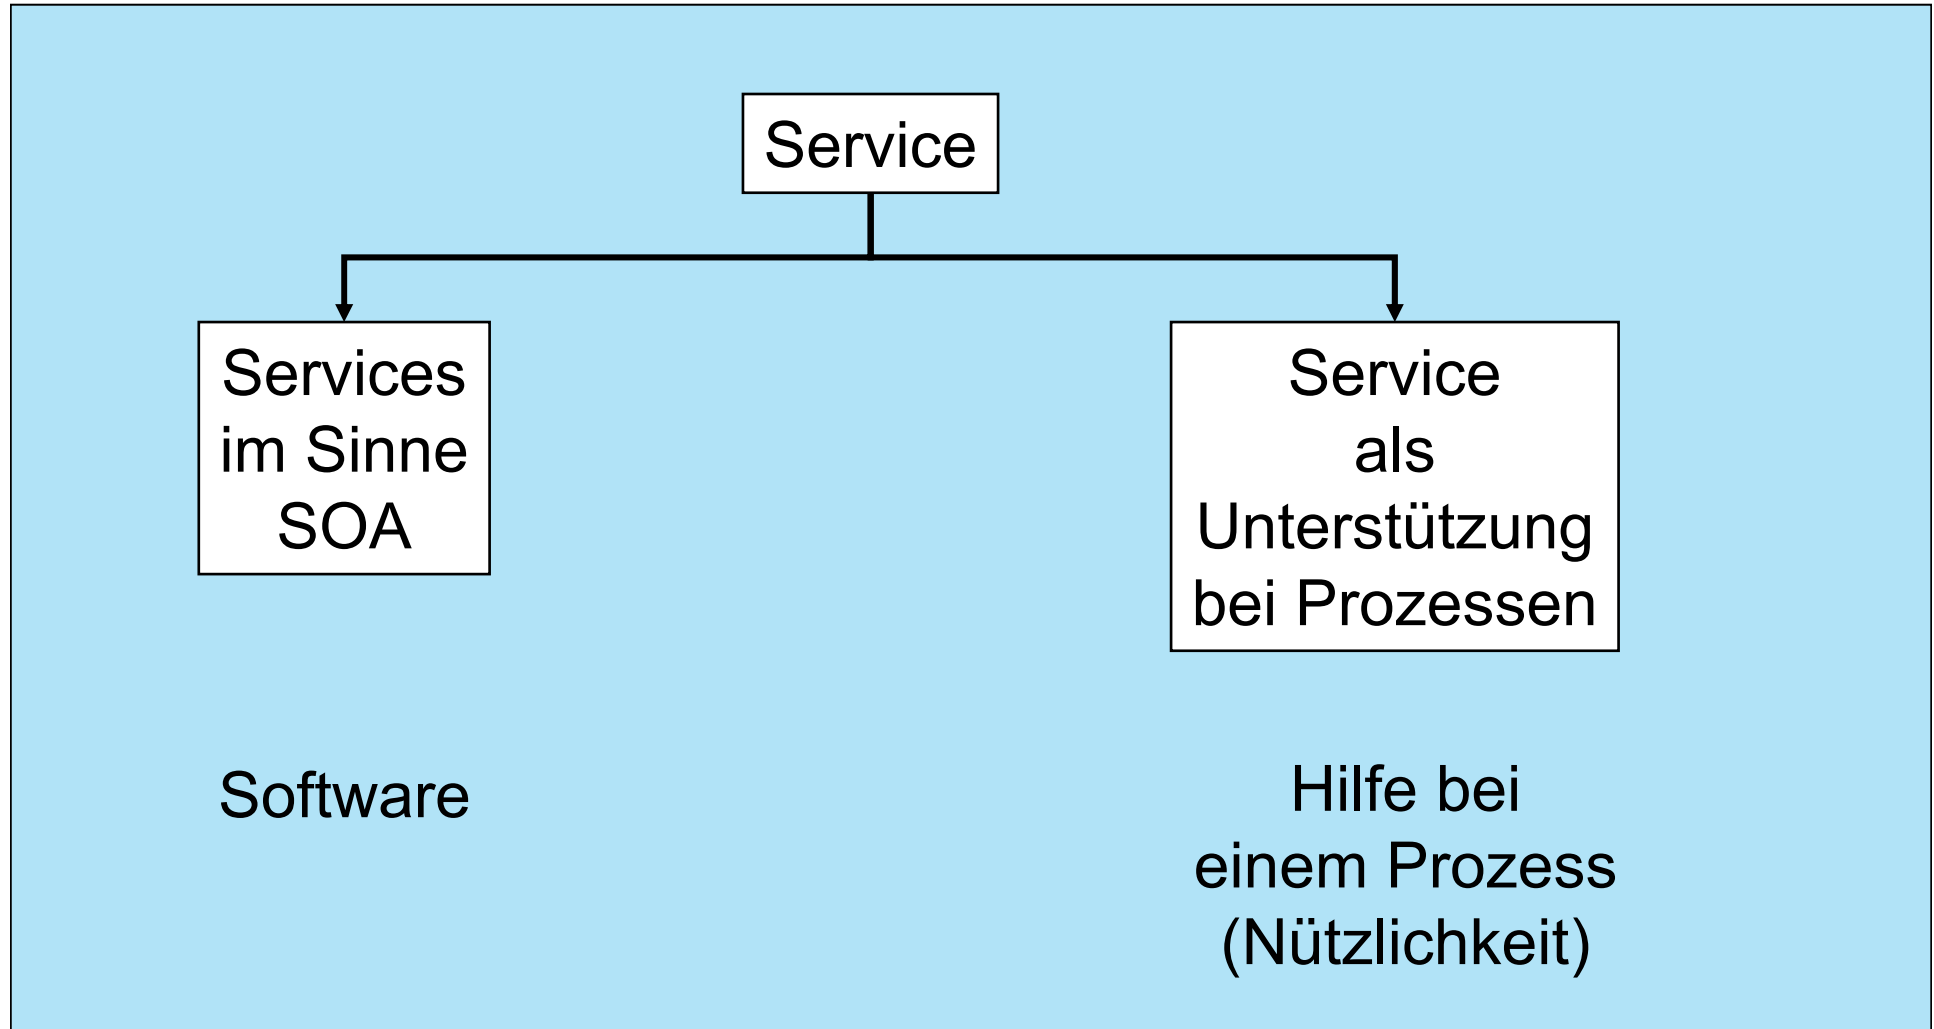 Service
Services
im Sinne
SOA
Service
als
Unterstützung
bei Prozessen
Software
Hilfe bei
einem Prozess
(Nützlichkeit)